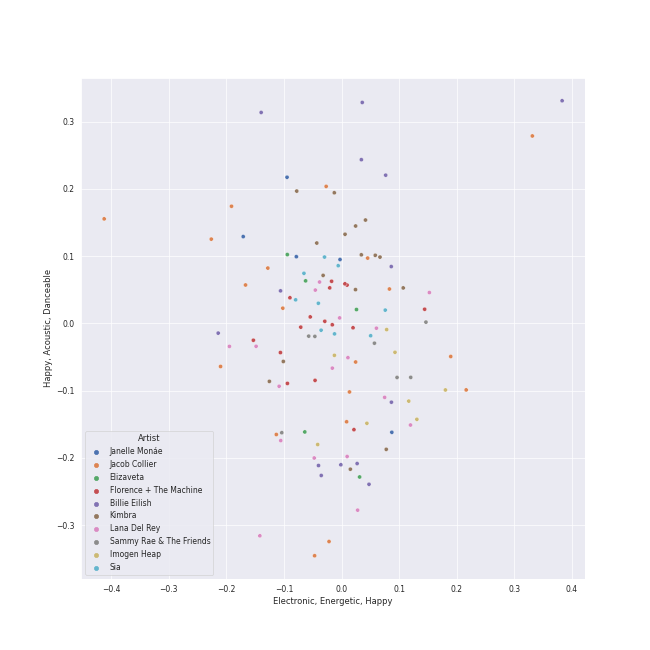 0.3
0.2
0.1
0.0
−0.1
−0.2
−0.3
Happy, Acoustic, Danceable
Artist
Janelle Monáe
Jacob Collier
Elizaveta
Florence + The Machine
Billie Eilish
Kimbra
Lana Del Rey
Sammy Rae & The Friends
Imogen Heap
Sia
−0.4 −0.3 −0.2 −0.1 0.0 0.1 0.2 0.3 0.4
Electronic, Energetic, Happy